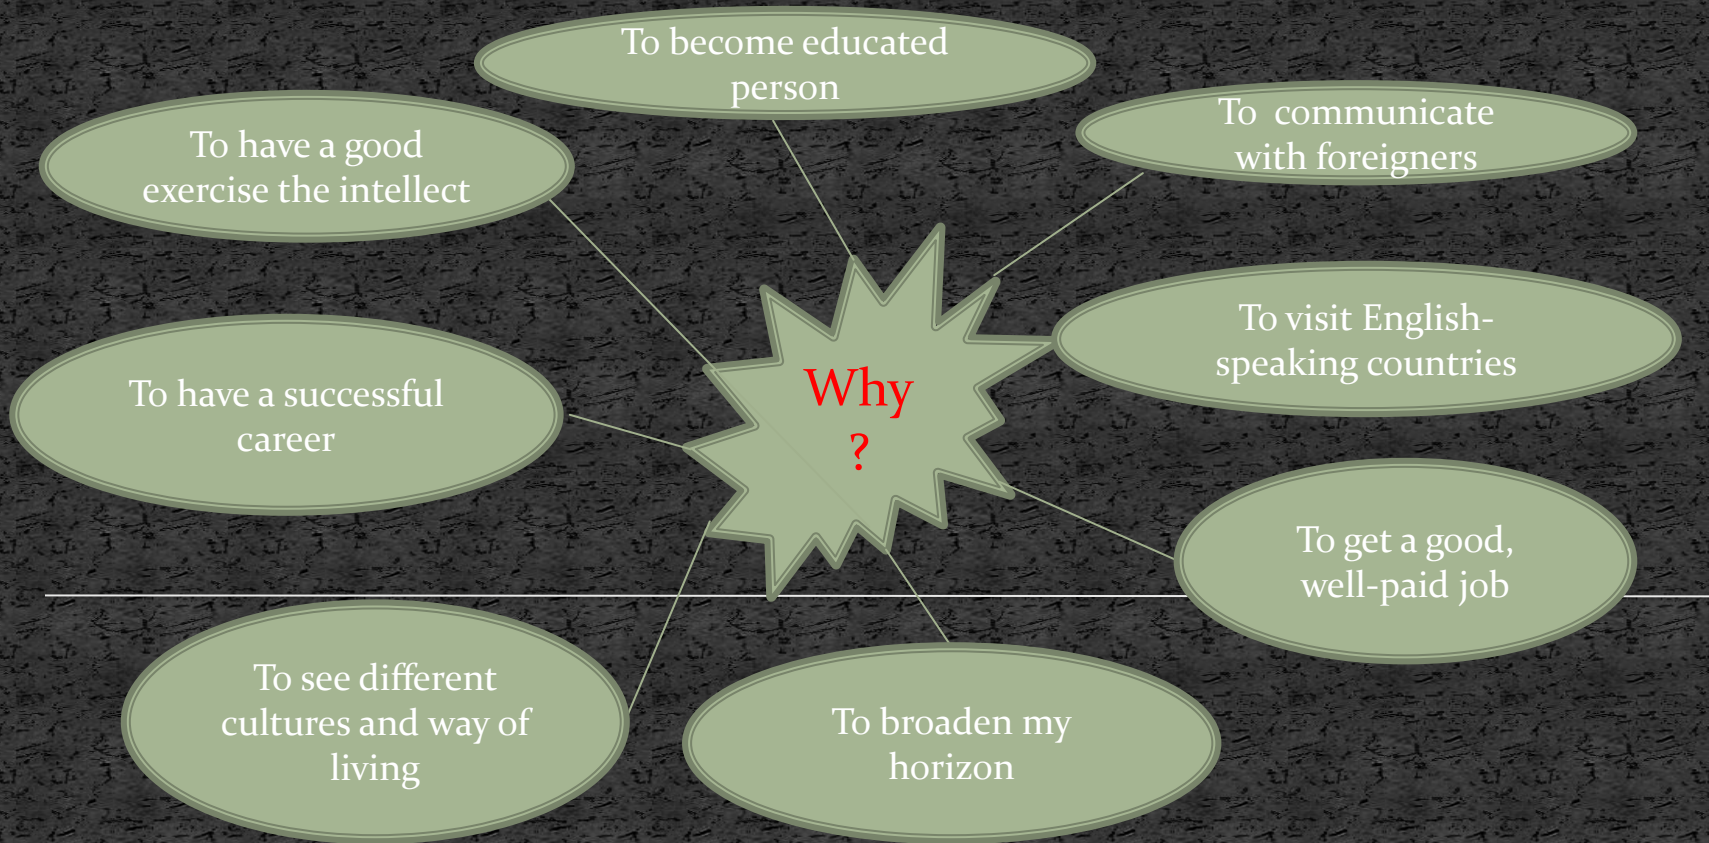 To become educated
person
To communicate
with foreigners
To have a good
exercise the intellect
To visit English-
speaking countries
Why
?
To have a successful
career
To get a good,
well-paid job
To see different
cultures and way of
living
To broaden my
horizon